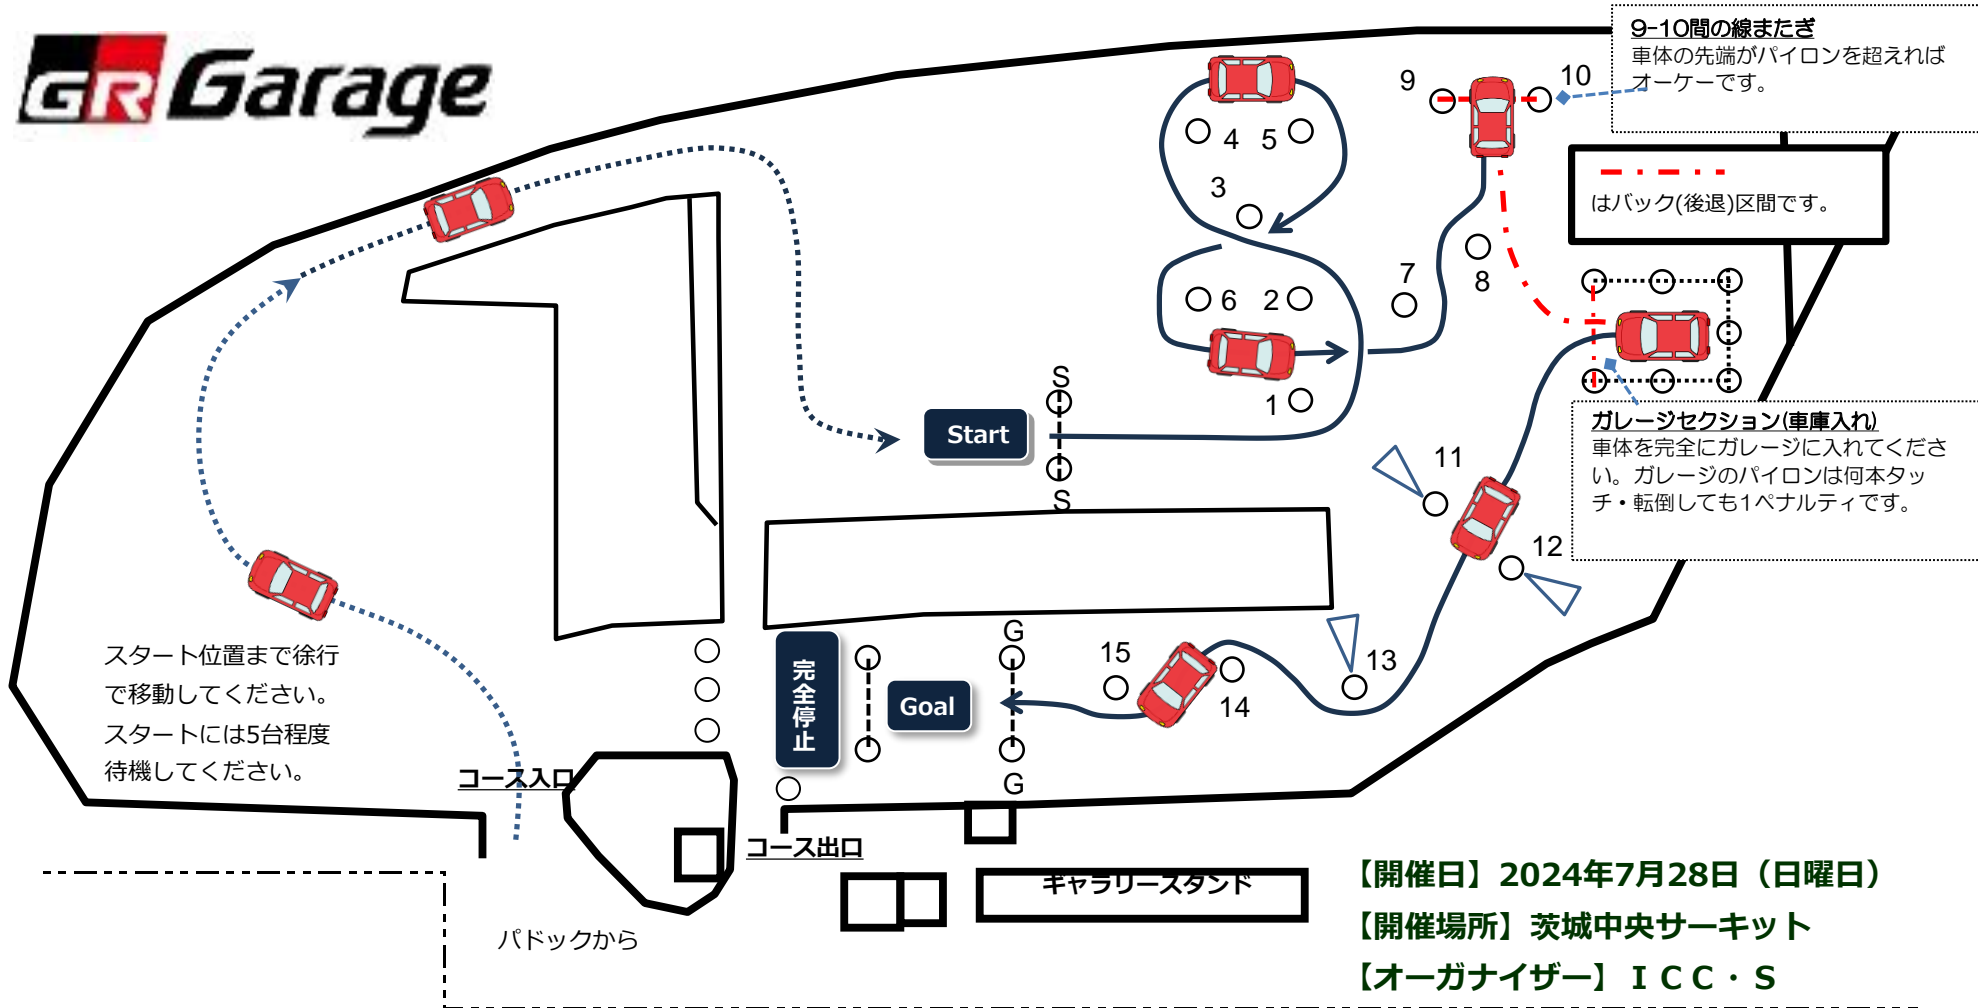 GR Garage
9-10間の線またぎ
車体の先端がパイロンを超えれば
オーケーです。
9
10
4
5
3
はバック(後退)区間です。
6
2
7
8
1
S
Start
S
ガレージセクション(車庫入れ)
車体を完全にガレージに入れてくださ
い。ガレージのパイロンは何本タッ
チ・転倒しても1ペナルティです。
11
12
スタート位置まで徐行
で移動してください。
スタートには5台程度
待機してください。
完全停止
Goal
G
G
15
14
13
コース入口
コース出口
ギャラリースタンド
パドックから
【開催日】2024年7月28日（日曜日）
【開催場所】茨城中央サーキット
【オーガナイザー】ＩＣＣ・Ｓ